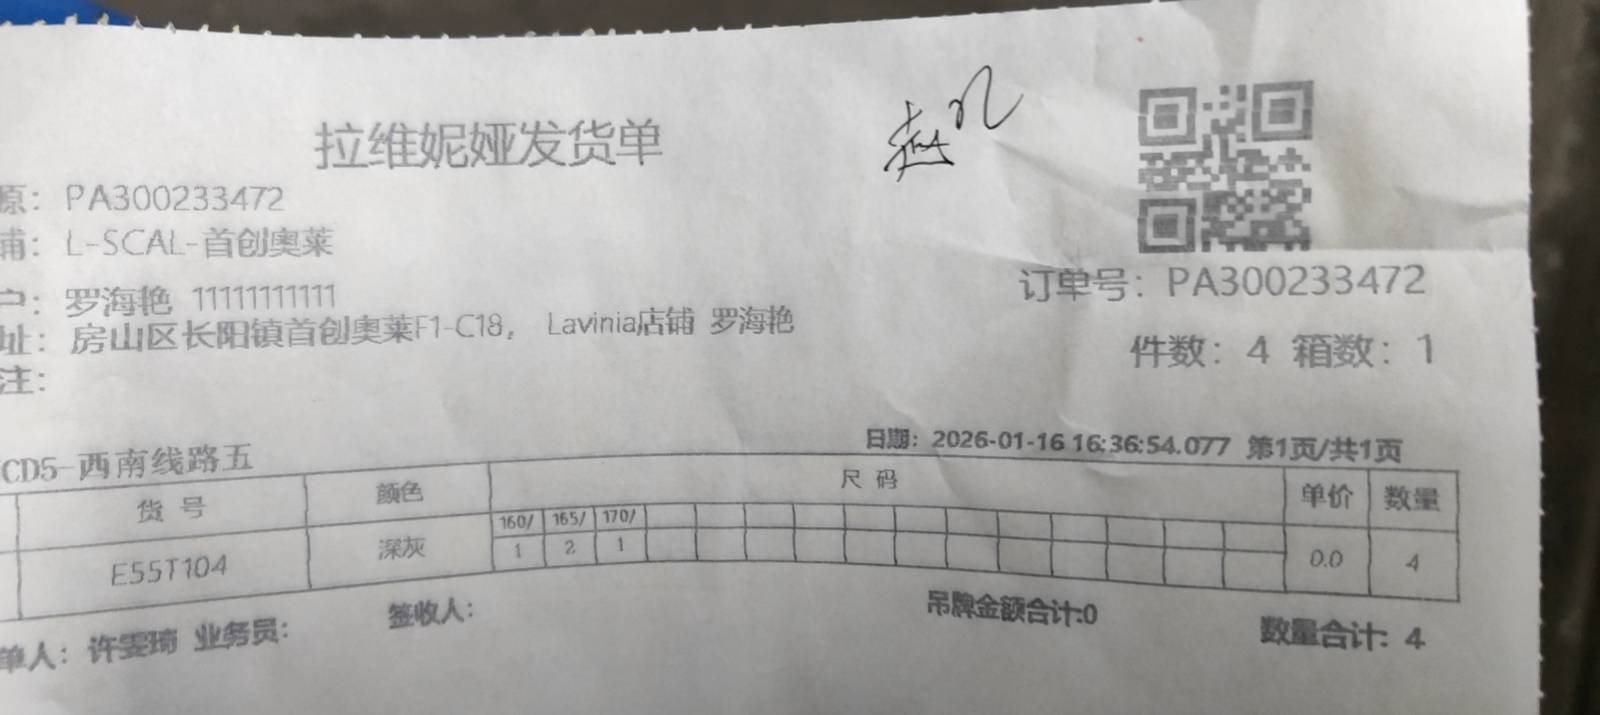 拉维妮娅发货单
原: PA300233472
铺: L-SCAL-首创奥莱
户: 罗海艳 11111111111
址: 房山区长阳镇首创奥莱F1-C18, Lavinia店铺 罗海艳
注:
订单号: PA300233472
件数: 4 箱数: 1
CD5-西南线路五
日期: 2026-01-16 16:36:54.077 第1页/共1页
货号 颜色 尺码 单价 数量
160/ 165/ 170/
E55T104 深灰 1 2 1 0.0 4
单人: 许雯琦 业务员: 签收人: 吊牌金额合计:0 数量合计: 4